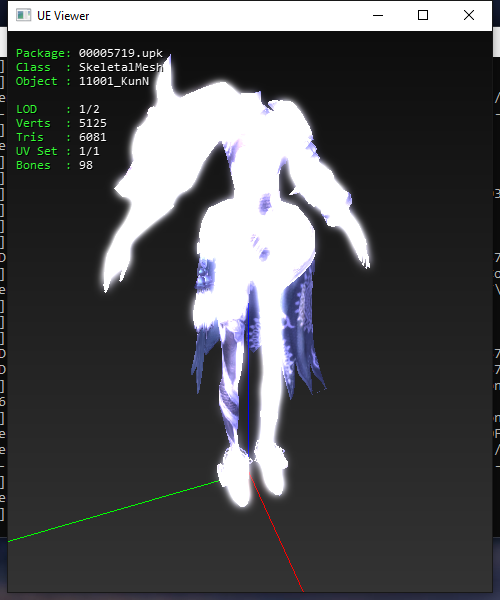 UE Viewer
Package: 00005719.upk
Class  : SkeletalMesh
Object : 11001_KunN
LOD    : 1/2
Verts  : 5125
Tris   : 6081
UV Set : 1/1
Bones  : 98